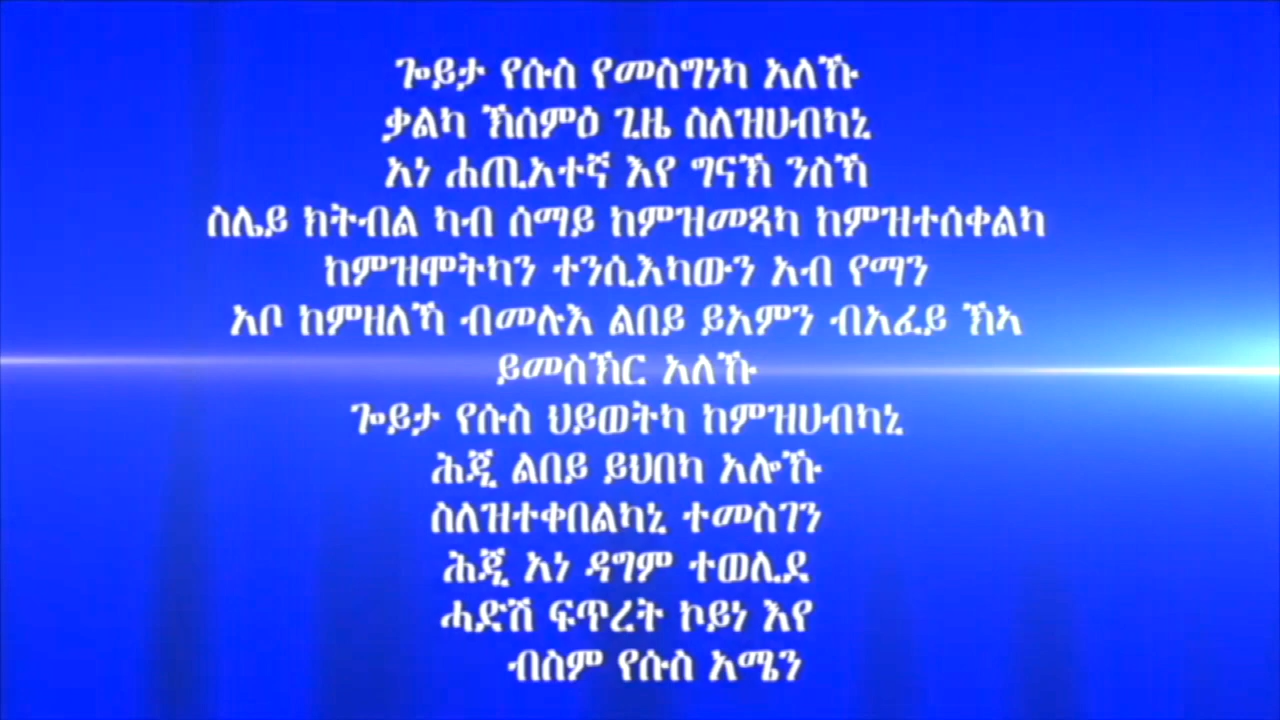 ጐይታ የሱስ የመስግነካ አለኹ
ቃልካ ኽሰምዕ ጊዜ ስለዝሀብካኒ
አነ ሐጢአተኛ እየ ግናኽ ንስኻ
ስሌይ ክትብል ካብ ሰማይ ከምዝመጻካ ከምዝተሰቀልካ
ከምዝሞትካን ተንሲእካውን አብ የማን
አቦ ከምዘለኻ ብመሉእ ልበይ ይአምን ብአፈይ ኽኣ
ይመስኽር አለኹ
ጐይታ የሱስ ህይወትካ ከምዝሀብካኒ
ሕጂ ልበይ ይህበካ አሎኹ
ስለዝተቀበልካኒ ተመስገን
ሕጂ አነ ዳግም ተወሊደ
ሓድሽ ፍጥረት ኮይነ እየ
ብስም የሱስ አሜን